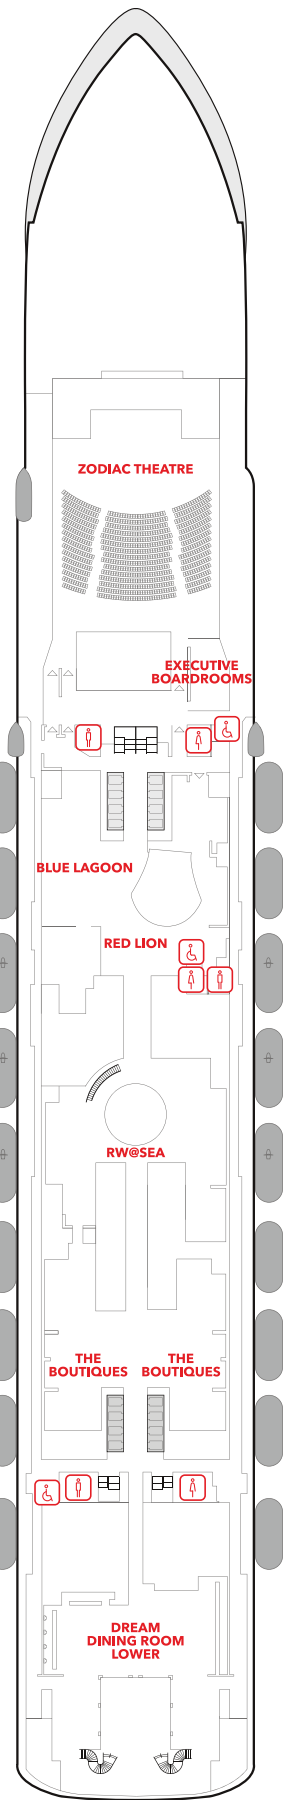 ZODIAC THEATRE
EXECUTIVE
BOARDROOMS
BLUE LAGOON
RED LION
RW@SEA
THE
BOUTIQUES
THE
BOUTIQUES
DREAM
DINING ROOM
LOWER